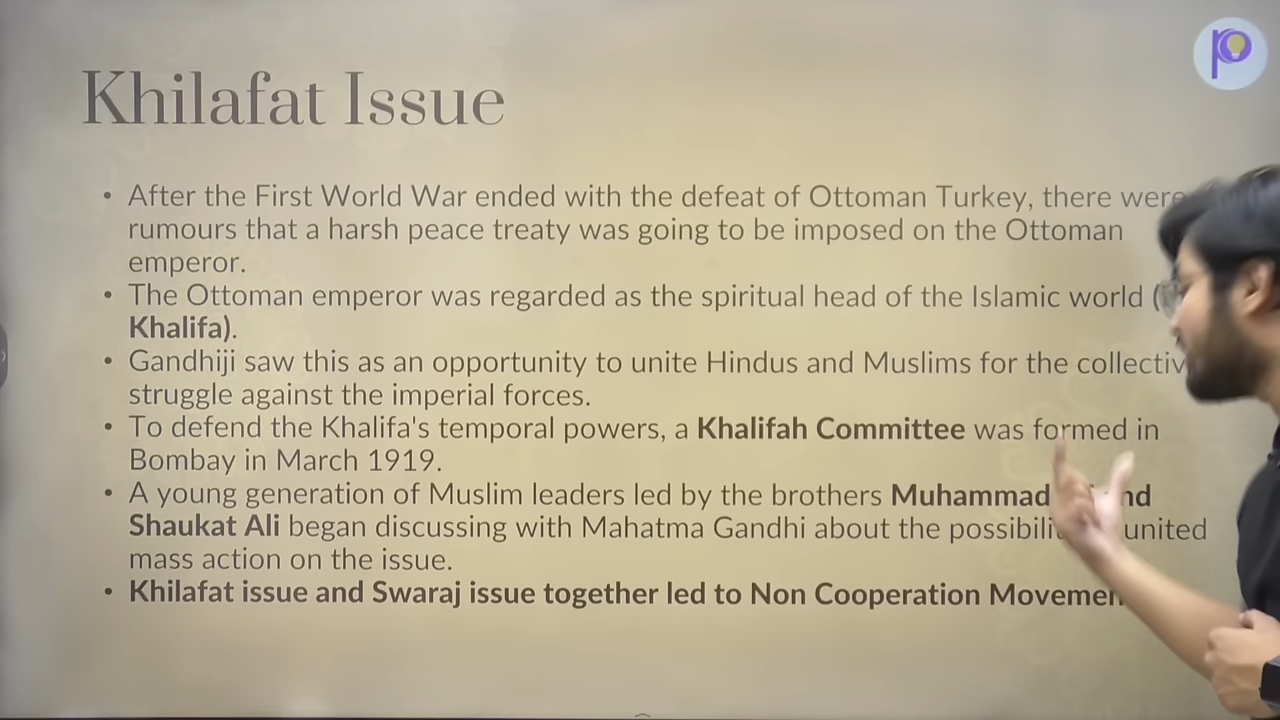 Khilafat Issue
• After the First World War ended with the defeat of Ottoman Turkey, there were
rumours that a harsh peace treaty was going to be imposed on the Ottoman
emperor.
• The Ottoman emperor was regarded as the spiritual head of the Islamic world (
Khalifa).
• Gandhiji saw this as an opportunity to unite Hindus and Muslims for the
struggle against the imperial forces.
• To defend the Khalifa's temporal powers, a Khalifah Committee was formed in
Bombay in March 1919.
• A young generation of Muslim leaders led by the brothers Muhammad
Shaukat Ali began discussing with Mahatma Gandhi about the united
mass action on the issue.
• Khilafat issue and Swaraj issue together led to Non Cooperation